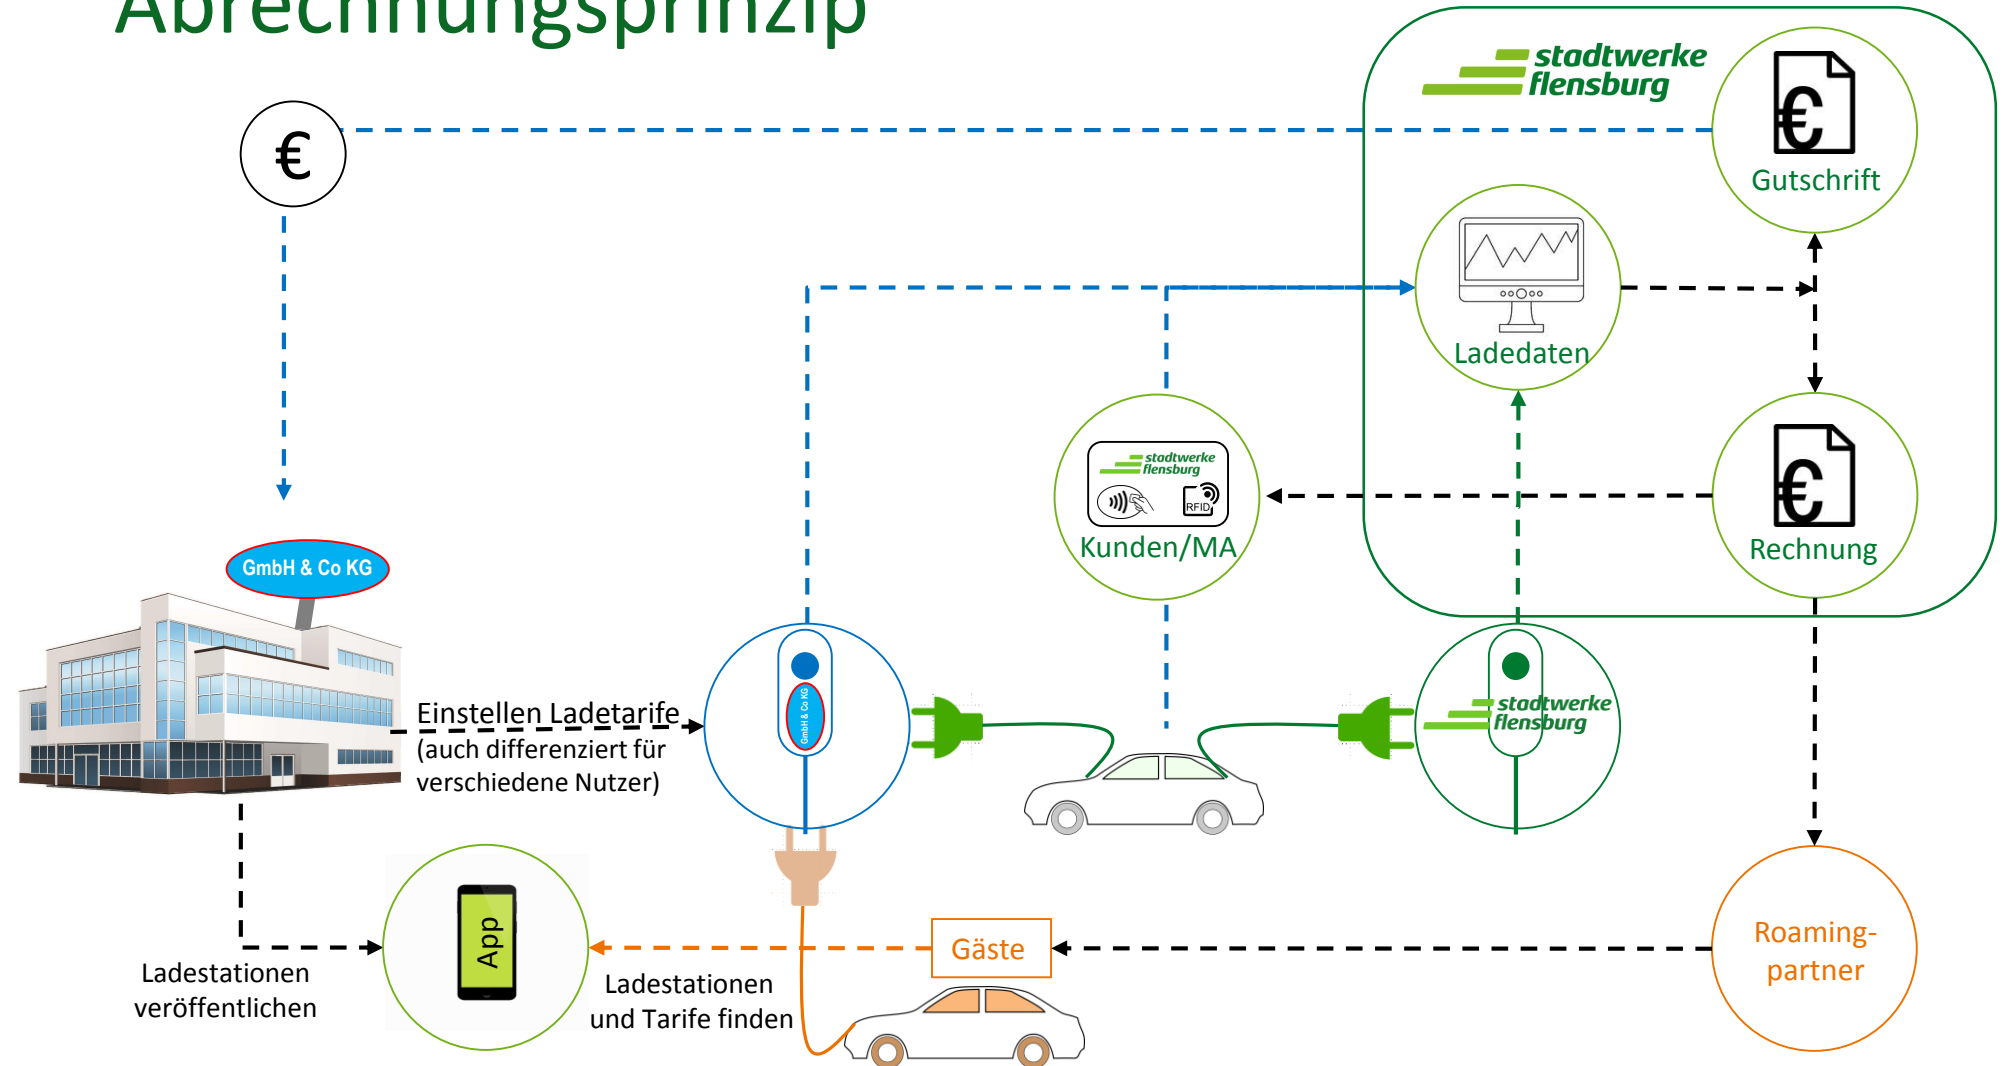 Abrechnungsprinzip
stadtwerke
flensburg
€
€
Gutschrift
Ladedaten
stadtwerke
flensburg
RFID
Kunden/MA
€
Rechnung
GmbH & Co KG
Einstellen Ladetarife
(auch differenziert für
verschiedene Nutzer)
GmbH & Co KG
stadtwerke
flensburg
App
Gäste
Roaming-
partner
Ladestationen
veröffentlichen
Ladestationen
und Tarife finden